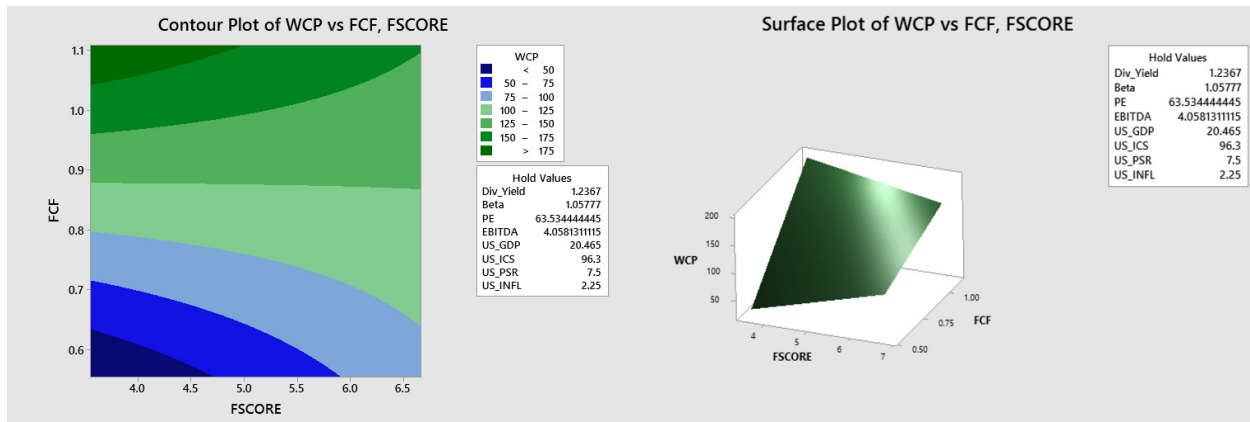 Contour Plot of WCP vs FCF, FSCORE
1.1
1.0
0.9
0.8
0.7
0.6
FCF
4.0 4.5 5.0 5.5 6.0 6.5
FSCORE
WCP
< 50
50 – 75
75 – 100
100 – 125
125 – 150
150 – 175
> 175
Hold Values
Div_Yield 1.2367
Beta 1.05777
PE 63.534444445
EBITDA 4.0581311115
US_GDP 20.465
US_ICS 96.3
US_PSR 7.5
US_INFL 2.25
Surface Plot of WCP vs FCF, FSCORE
Hold Values
Div_Yield 1.2367
Beta 1.05777
PE 63.534444445
EBITDA 4.0581311115
US_GDP 20.465
US_ICS 96.3
US_PSR 7.5
US_INFL 2.25
200
150
WCP
100
50
4 5 6 7
FSCORE
0.50
0.75
1.00
FCF